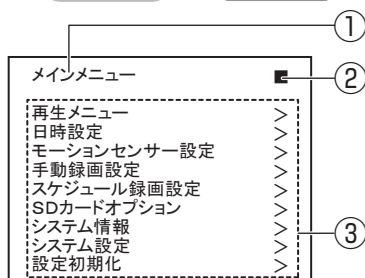 ①
メインメニュー
②
再生メニュー >
日時設定 >
モーションセンサー設定 >
手動録画設定 >
スケジュール録画設定 >
SDカードオプション >
システム情報 >
システム設定 >
設定初期化 >
③